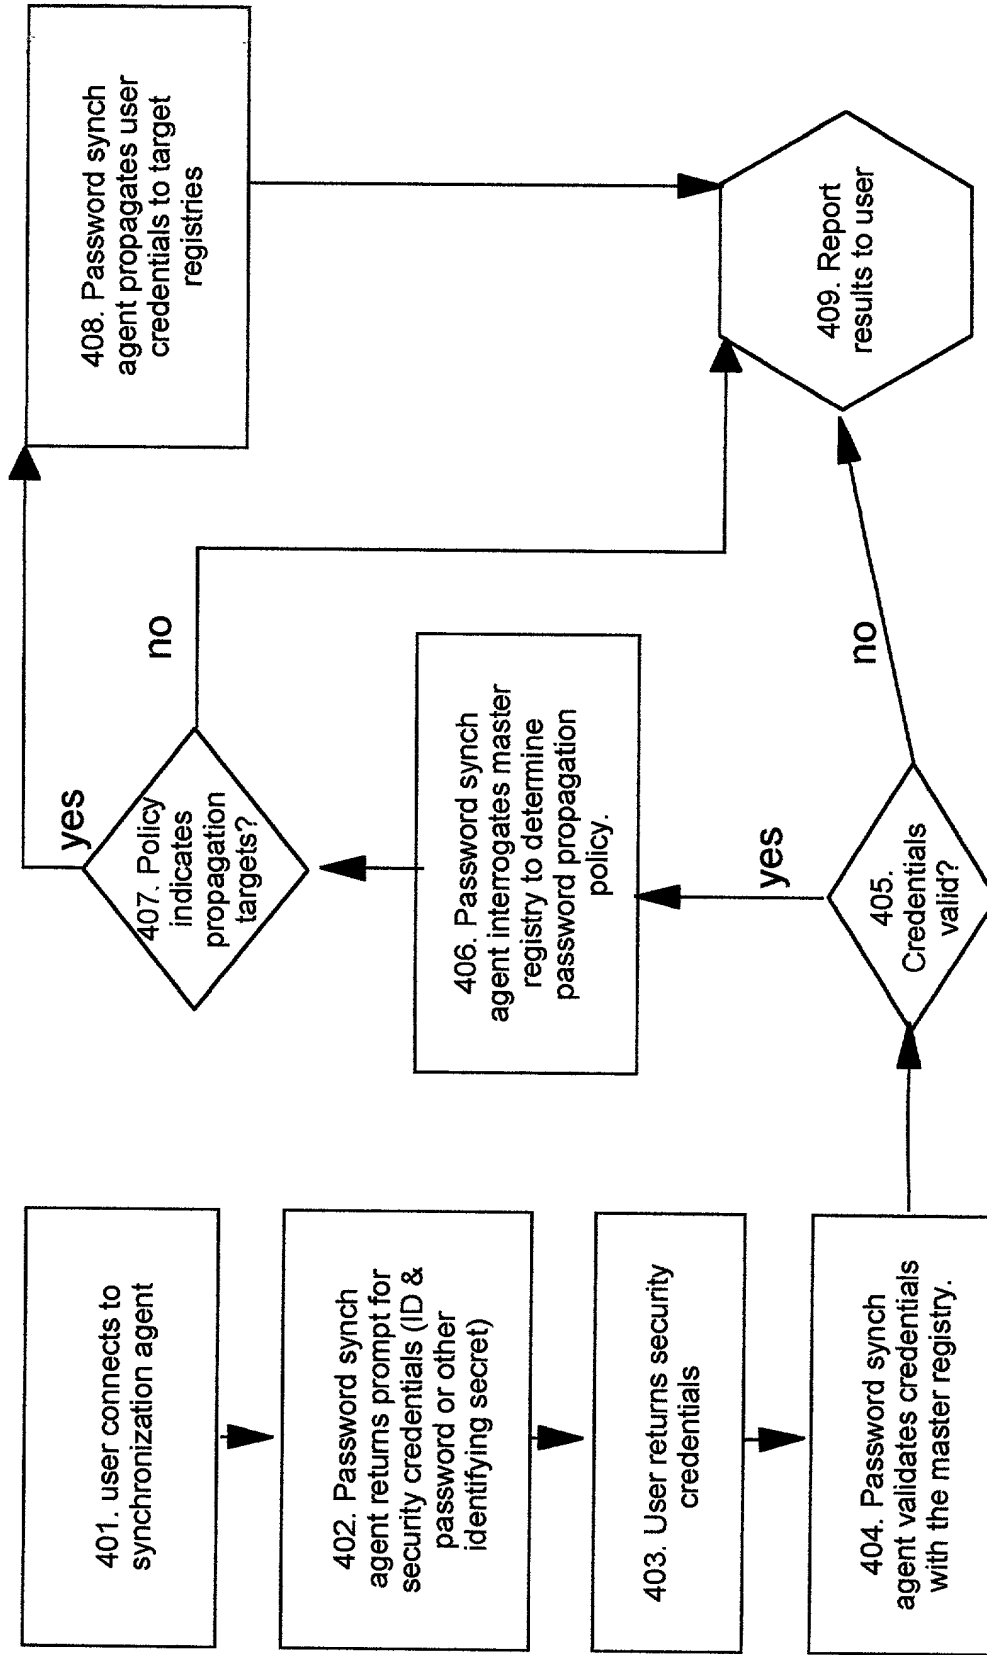 401. user connects to
synchronization agent
402. Password synch
agent returns prompt for
security credentials (ID &
password or other
identifying secret)
403. User returns security
credentials
404. Password synch
agent validates credentials
with the master registry.
405.
Credentials
valid?
yes
no
406. Password synch
agent interrogates master
registry to determine
password propagation
policy.
407. Policy
indicates
propagation
targets?
yes
no
408. Password synch
agent propagates user
credentials to target
registries
409. Report
results to user